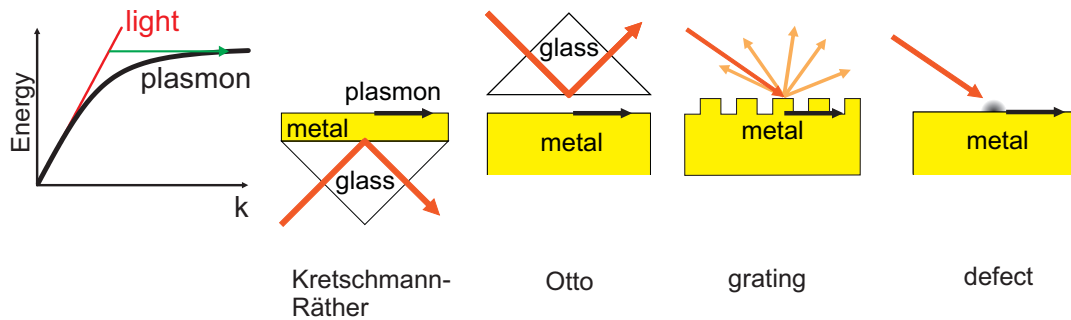 light
plasmon
Energy
k
plasmon
metal
glass
Kretschmann-
Räther
glass
metal
Otto
metal
grating
metal
defect